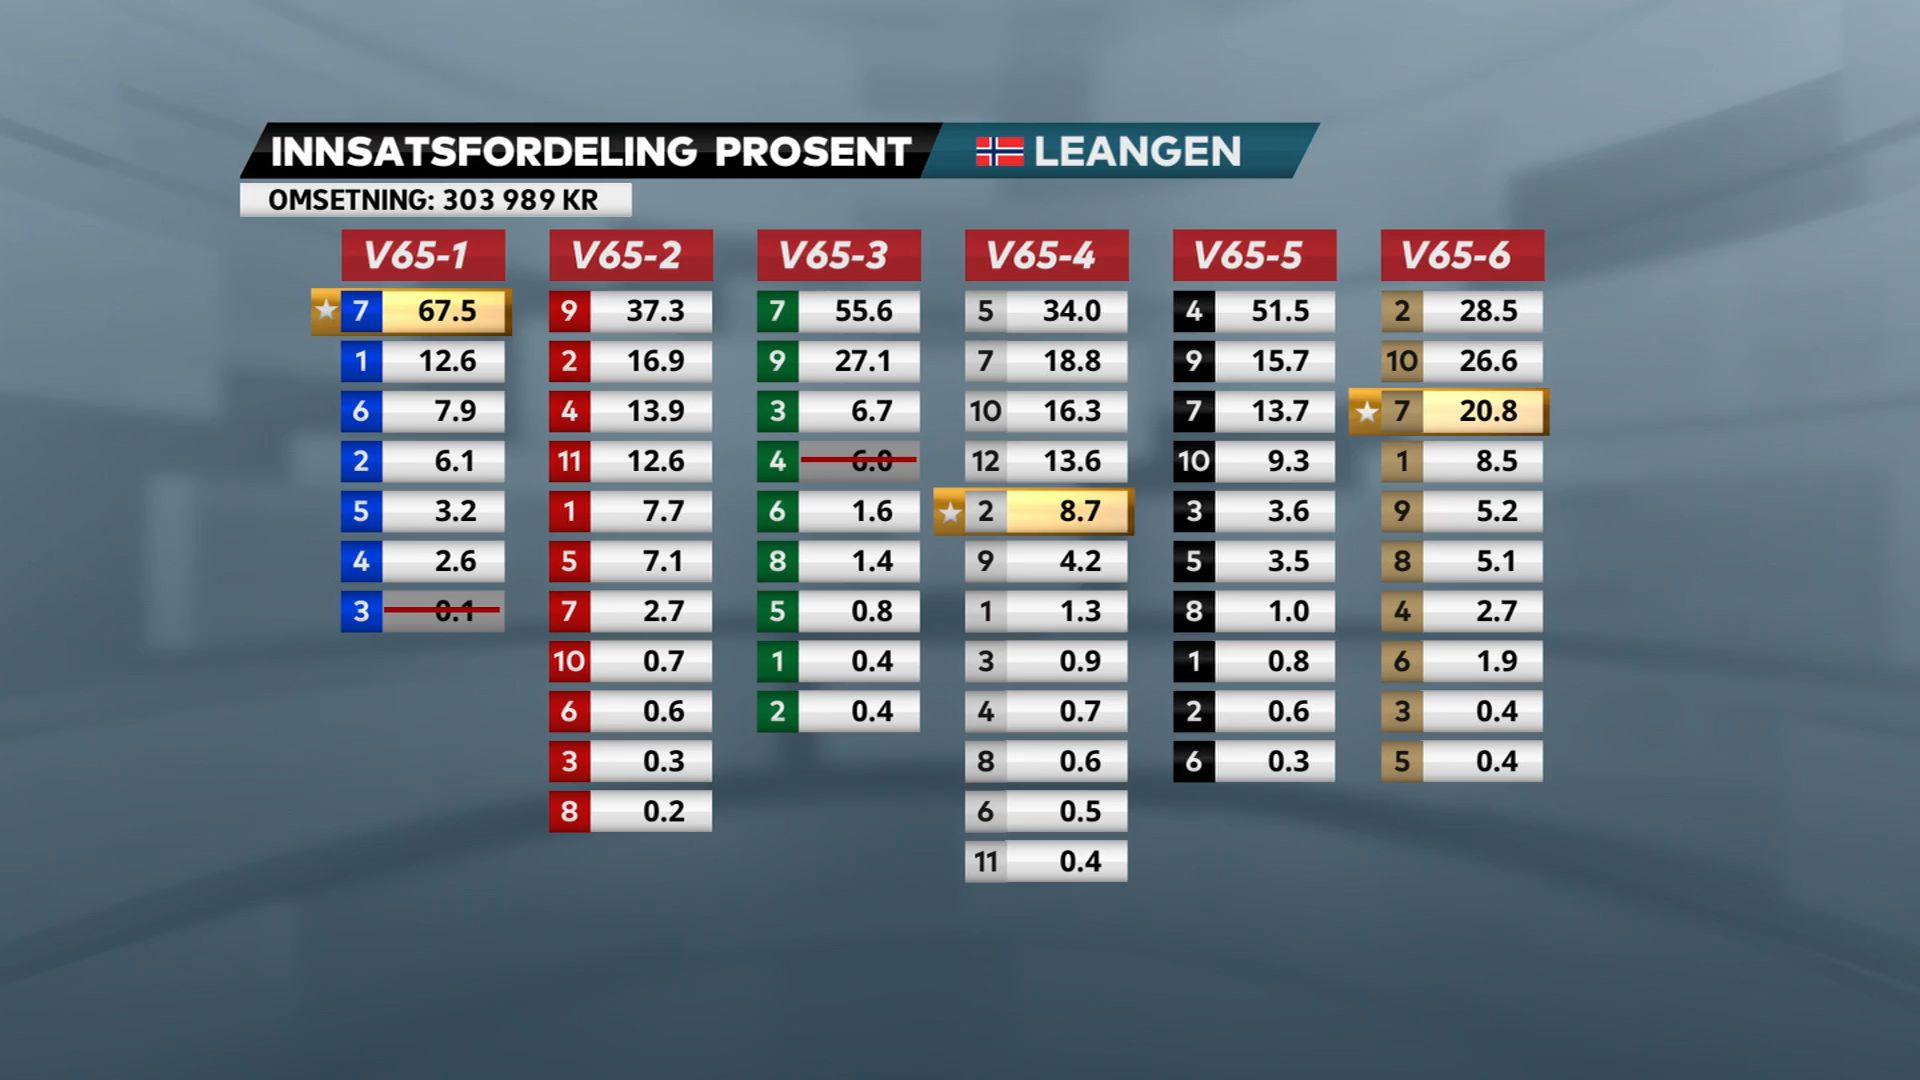 INNSATSFORDELING PROSENT LEANGEN
OMSETNING: 303 989 KR
V65-1 V65-2 V65-3 V65-4 V65-5 V65-6
7 67.5 9 37.3 7 55.6 5 34.0 4 51.5 2 28.5
1 12.6 2 16.9 9 27.1 7 18.8 9 15.7 10 26.6
6 7.9 4 13.9 3 6.7 10 16.3 7 13.7 7 20.8
2 6.1 11 12.6 4 6.0 12 13.6 10 9.3 1 8.5
5 3.2 1 7.7 6 1.6 2 8.7 3 3.6 9 5.2
4 2.6 5 7.1 8 1.4 9 4.2 5 3.5 8 5.1
3 0.1 7 2.7 5 0.8 1 1.3 8 1.0 4 2.7
10 0.7 1 0.4 3 0.9 1 0.8 6 1.9
6 0.6 2 0.4 4 0.7 2 0.6 3 0.4
3 0.3 8 0.6 6 0.3 5 0.4
8 0.2 6 0.5
11 0.4